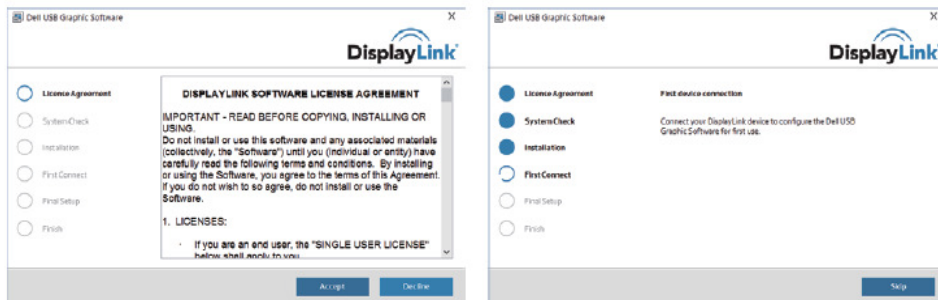 Dell USB Graphic Software
X
DisplayLink
Licence Agreement
System Check
Installation
First Connect
Final Setup
Finish
DISPLAYLINK SOFTWARE LICENSE AGREEMENT
IMPORTANT - READ BEFORE COPYING, INSTALLING OR
USING.
Do not install or use this software and any associated materials
(collectively, the "Software") until you (individual or entity) have
carefully read the following terms and conditions. By installing
or using the Software, you agree to the terms of this Agreement.
If you do not wish to so agree, do not install or use the
Software.
1. LICENSES:
· If you are an end user, the "SINGLE USER LICENSE"
below shall apply to you
Accept
Decline
Dell USB Graphic Software
X
DisplayLink
Licence Agreement
System Check
Installation
First Connect
Final Setup
Finish
First device connection
Connect your DisplayLink device to configure the Dell USB
Graphic Software for first use.
Skip